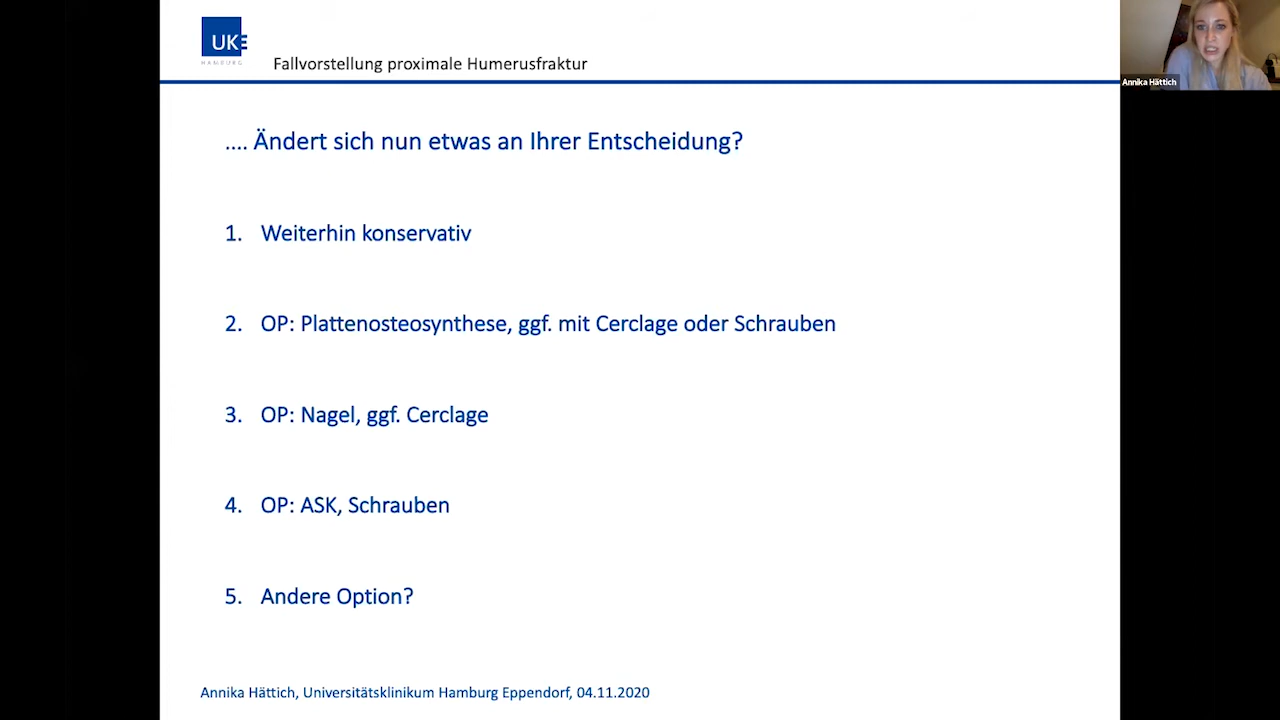 UKE
HAMBURG
Fallvorstellung proximale Humerusfraktur
Annika Hättich
.... Ändert sich nun etwas an Ihrer Entscheidung?
1. Weiterhin konservativ
2. OP: Plattenosteosynthese, ggf. mit Cerclage oder Schrauben
3. OP: Nagel, ggf. Cerclage
4. OP: ASK, Schrauben
5. Andere Option?
Annika Hättich, Universitätsklinikum Hamburg Eppendorf, 04.11.2020